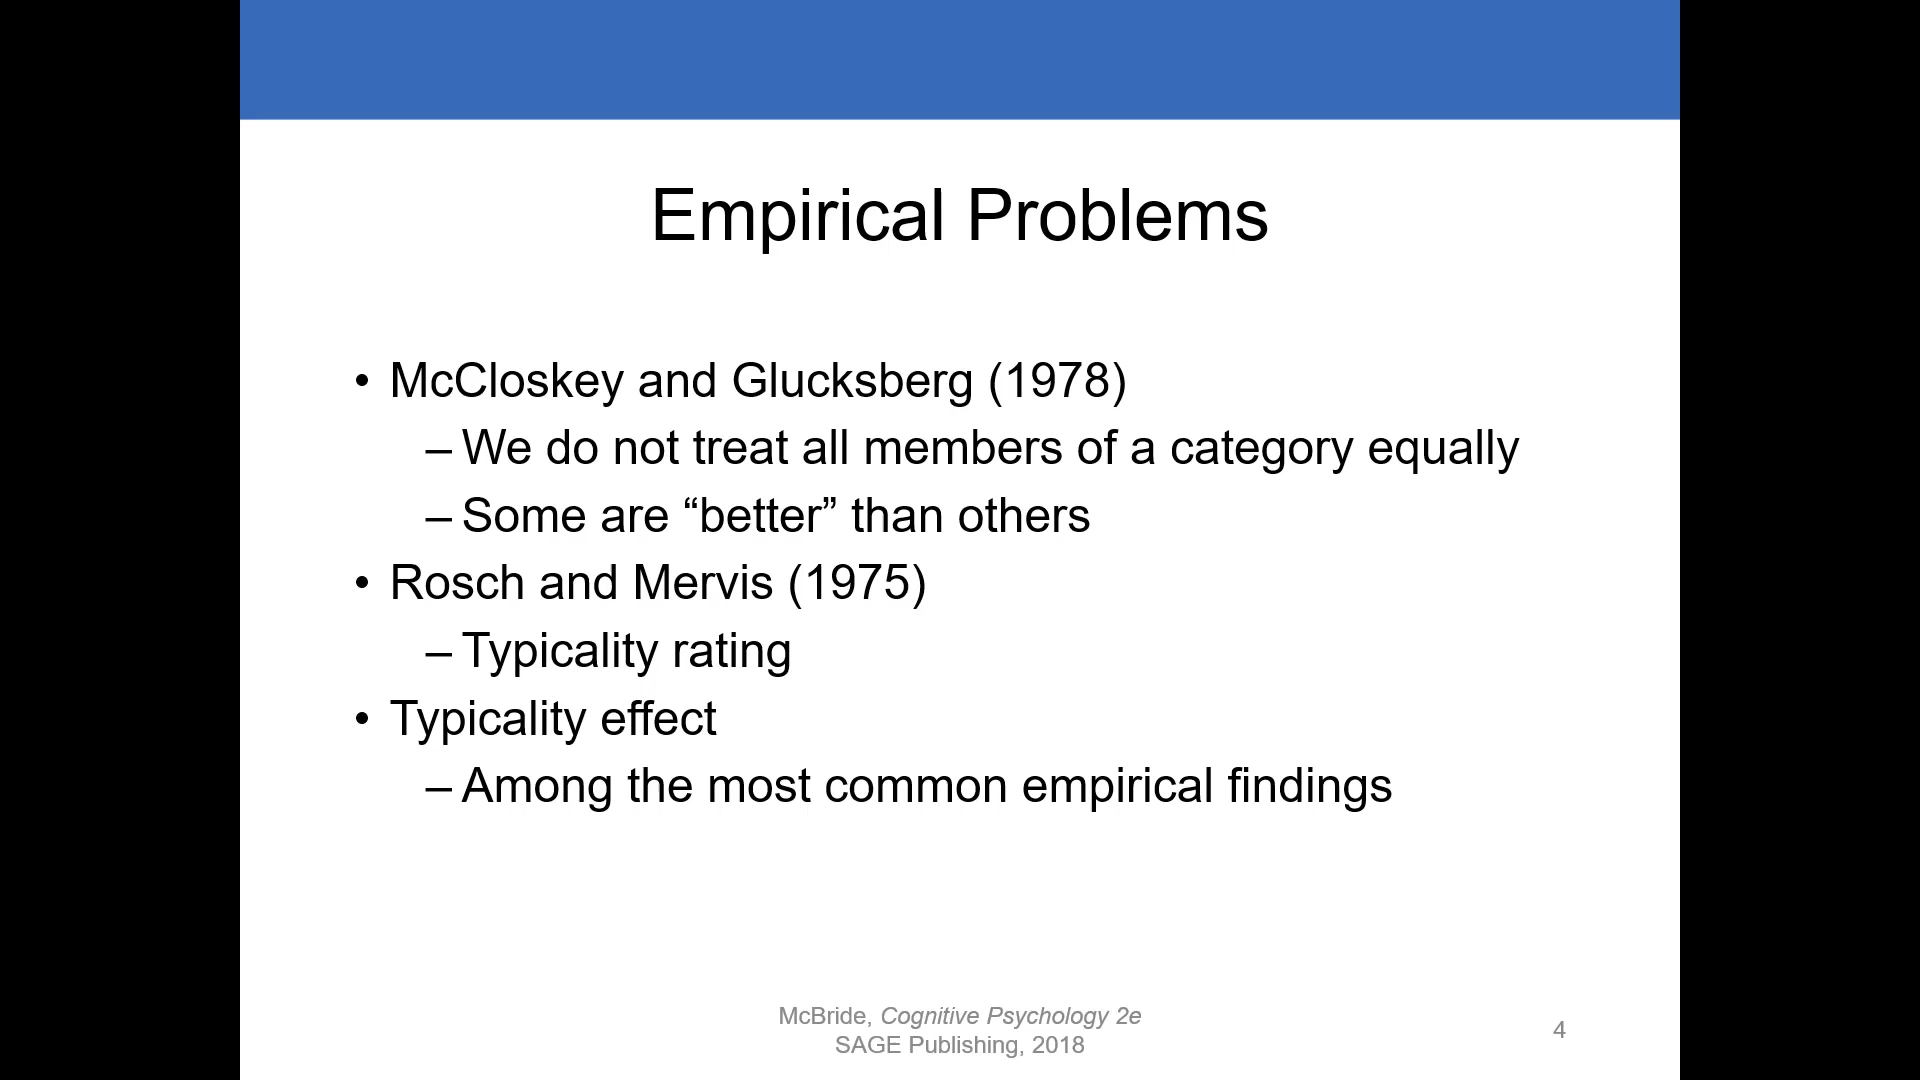 Empirical Problems
• McCloskey and Glucksberg (1978)
– We do not treat all members of a category equally
– Some are “better” than others
• Rosch and Mervis (1975)
– Typicality rating
• Typicality effect
– Among the most common empirical findings
McBride, Cognitive Psychology 2e
SAGE Publishing, 2018
4